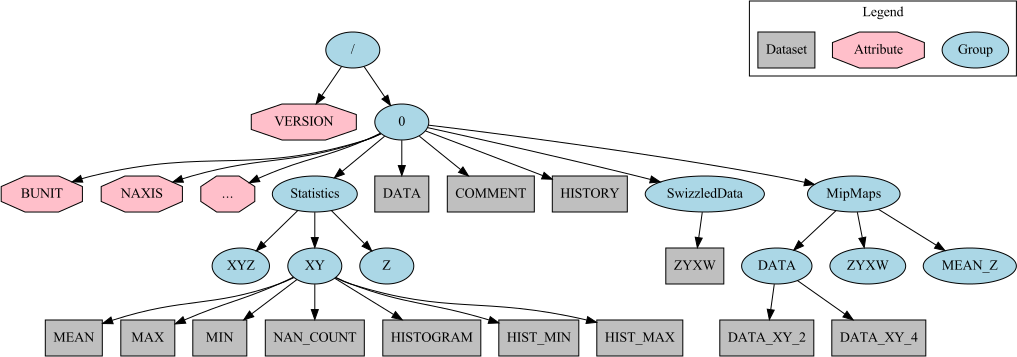 Legend
Dataset Attribute Group
/
VERSION 0
BUNIT NAXIS ... Statistics DATA COMMENT HISTORY SwizzledData MipMaps
XYZ XY Z ZYXW DATA ZYXW MEAN_Z
MEAN MAX MIN NAN_COUNT HISTOGRAM HIST_MIN HIST_MAX DATA_XY_2 DATA_XY_4